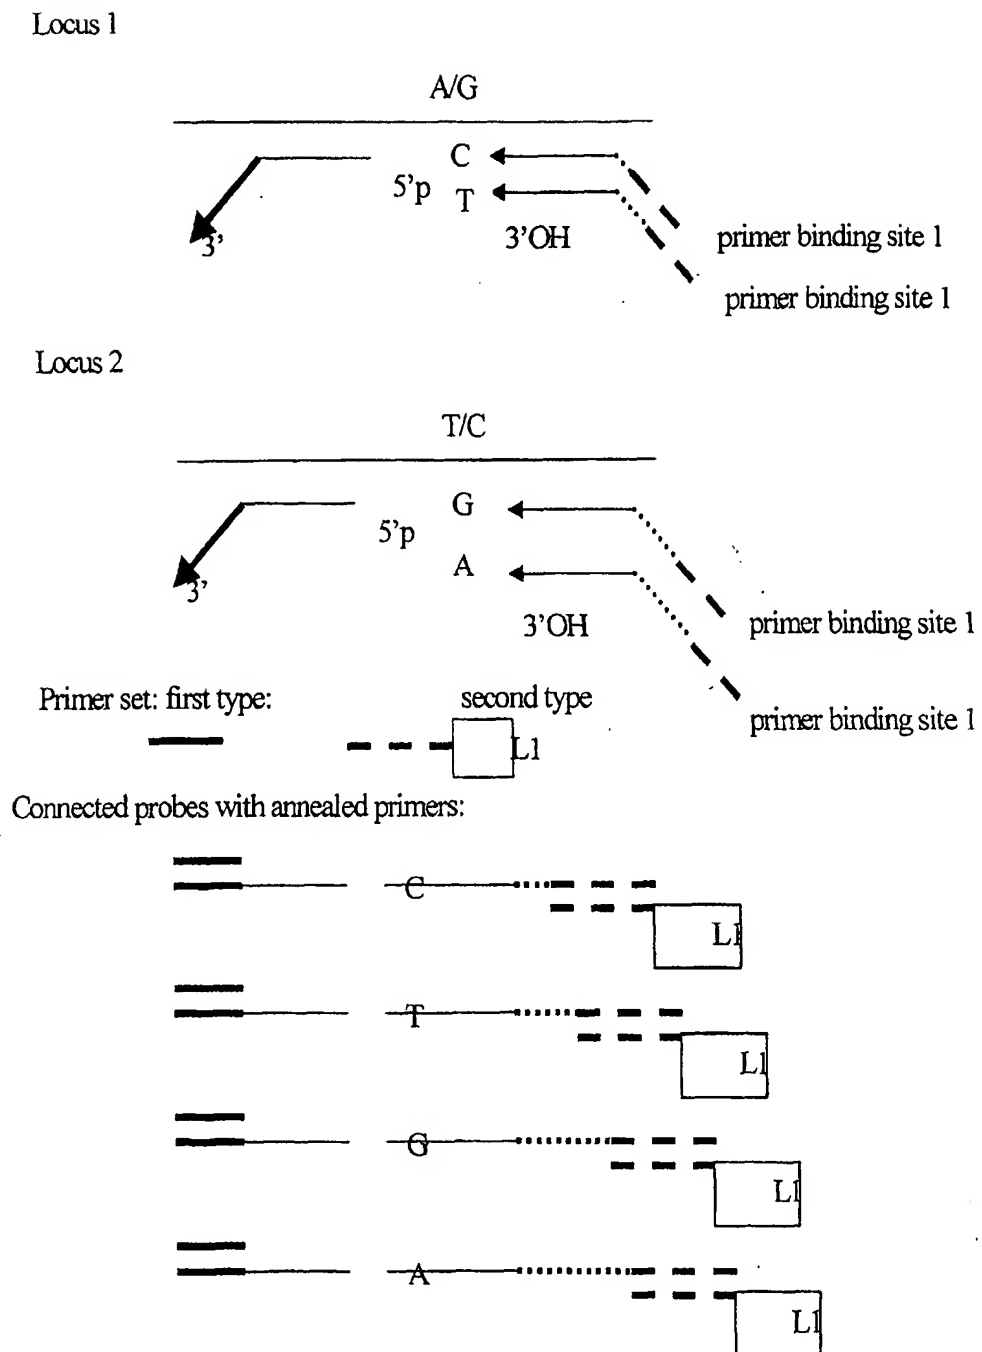 Locus 1
A/G
C
5'p T
3'
3'OH
primer binding site 1
primer binding site 1
Locus 2
T/C
G
5'p
A
3'
3'OH
primer binding site 1
primer binding site 1
Primer set: first type: second type
L1
Connected probes with annealed primers:
C
L1
T
L1
G
L1
A
L1